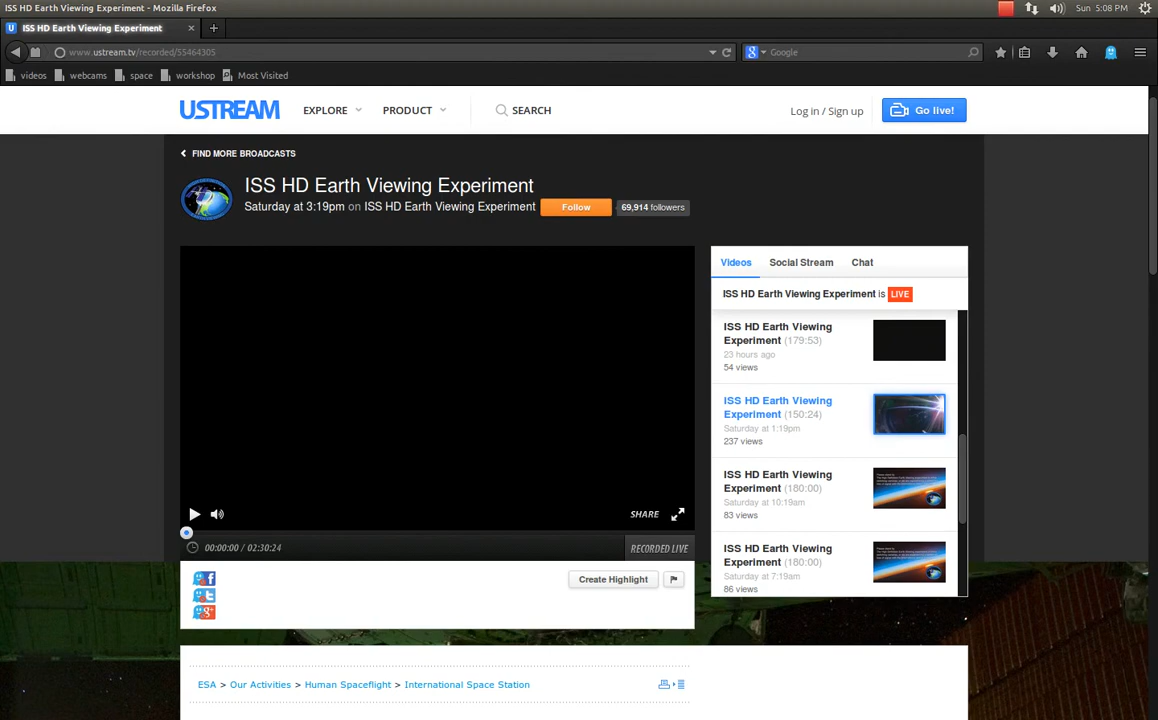 ISS HD Earth Viewing Experiment - Mozilla Firefox
Sun 5:08 PM
U ISS HD Earth Viewing Experiment
www.ustream.tv/recorded/55464305
Google
videos webcams space workshop Most Visited
USTREAM EXPLORE PRODUCT SEARCH Log in / Sign up Go live!
FIND MORE BROADCASTS
ISS HD Earth Viewing Experiment
Saturday at 3:19pm on ISS HD Earth Viewing Experiment Follow 69,914 followers
Videos Social Stream Chat
ISS HD Earth Viewing Experiment is LIVE
ISS HD Earth Viewing
Experiment (179:53)
23 hours ago
54 views
ISS HD Earth Viewing
Experiment (150:24)
Saturday at 1:19pm
237 views
ISS HD Earth Viewing
Experiment (180:00)
Saturday at 10:19am
83 views
ISS HD Earth Viewing
Experiment (180:00)
Saturday at 7:19am
86 views
SHARE
00:00:00 / 02:30:24 RECORDED LIVE
Create Highlight
ESA > Our Activities > Human Spaceflight > International Space Station